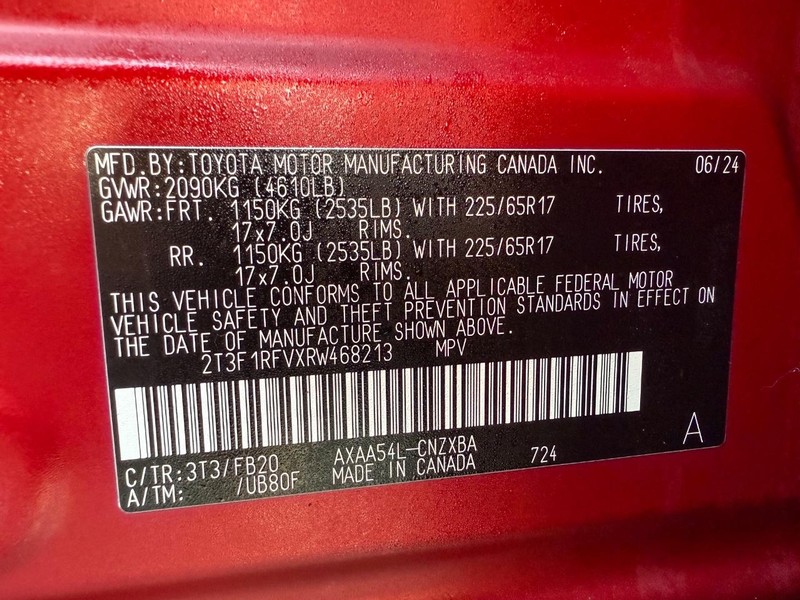 MFD.BY:TOYOTA MOTOR MANUFACTURING CANADA INC. 06/24
GVWR:2090KG (4610LB)
GAWR:FRT. 1150KG (2535LB) WITH 225/65R17 TIRES,
17x7.0J RIMS.
RR. 1150KG (2535LB) WITH 225/65R17 TIRES,
17x7.0J RIMS.
THIS VEHICLE CONFORMS TO ALL APPLICABLE FEDERAL MOTOR
VEHICLE SAFETY AND THEFT PREVENTION STANDARDS IN EFFECT ON
THE DATE OF MANUFACTURE SHOWN ABOVE.
2T3F1RFVXRW468213 MPV
A
C/TR:3T3/FB20 AXAA54L-CNZXBA 724
A/TM: /UB80F MADE IN CANADA